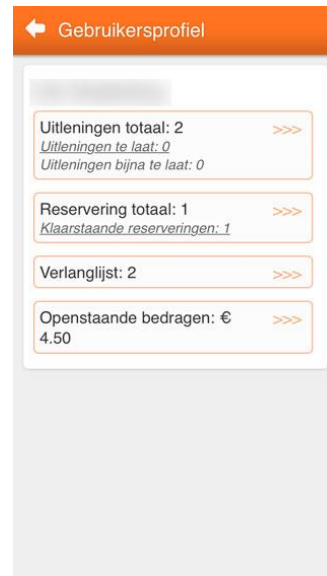 Gebruikersprofiel
Uitleningen totaal: 2 >>>
Uitleningen te laat: 0
Uitleningen bijna te laat: 0
Reservering totaal: 1 >>>
Klaarstaande reserveringen: 1
Verlanglijst: 2 >>>
Openstaande bedragen: € >>>
4.50